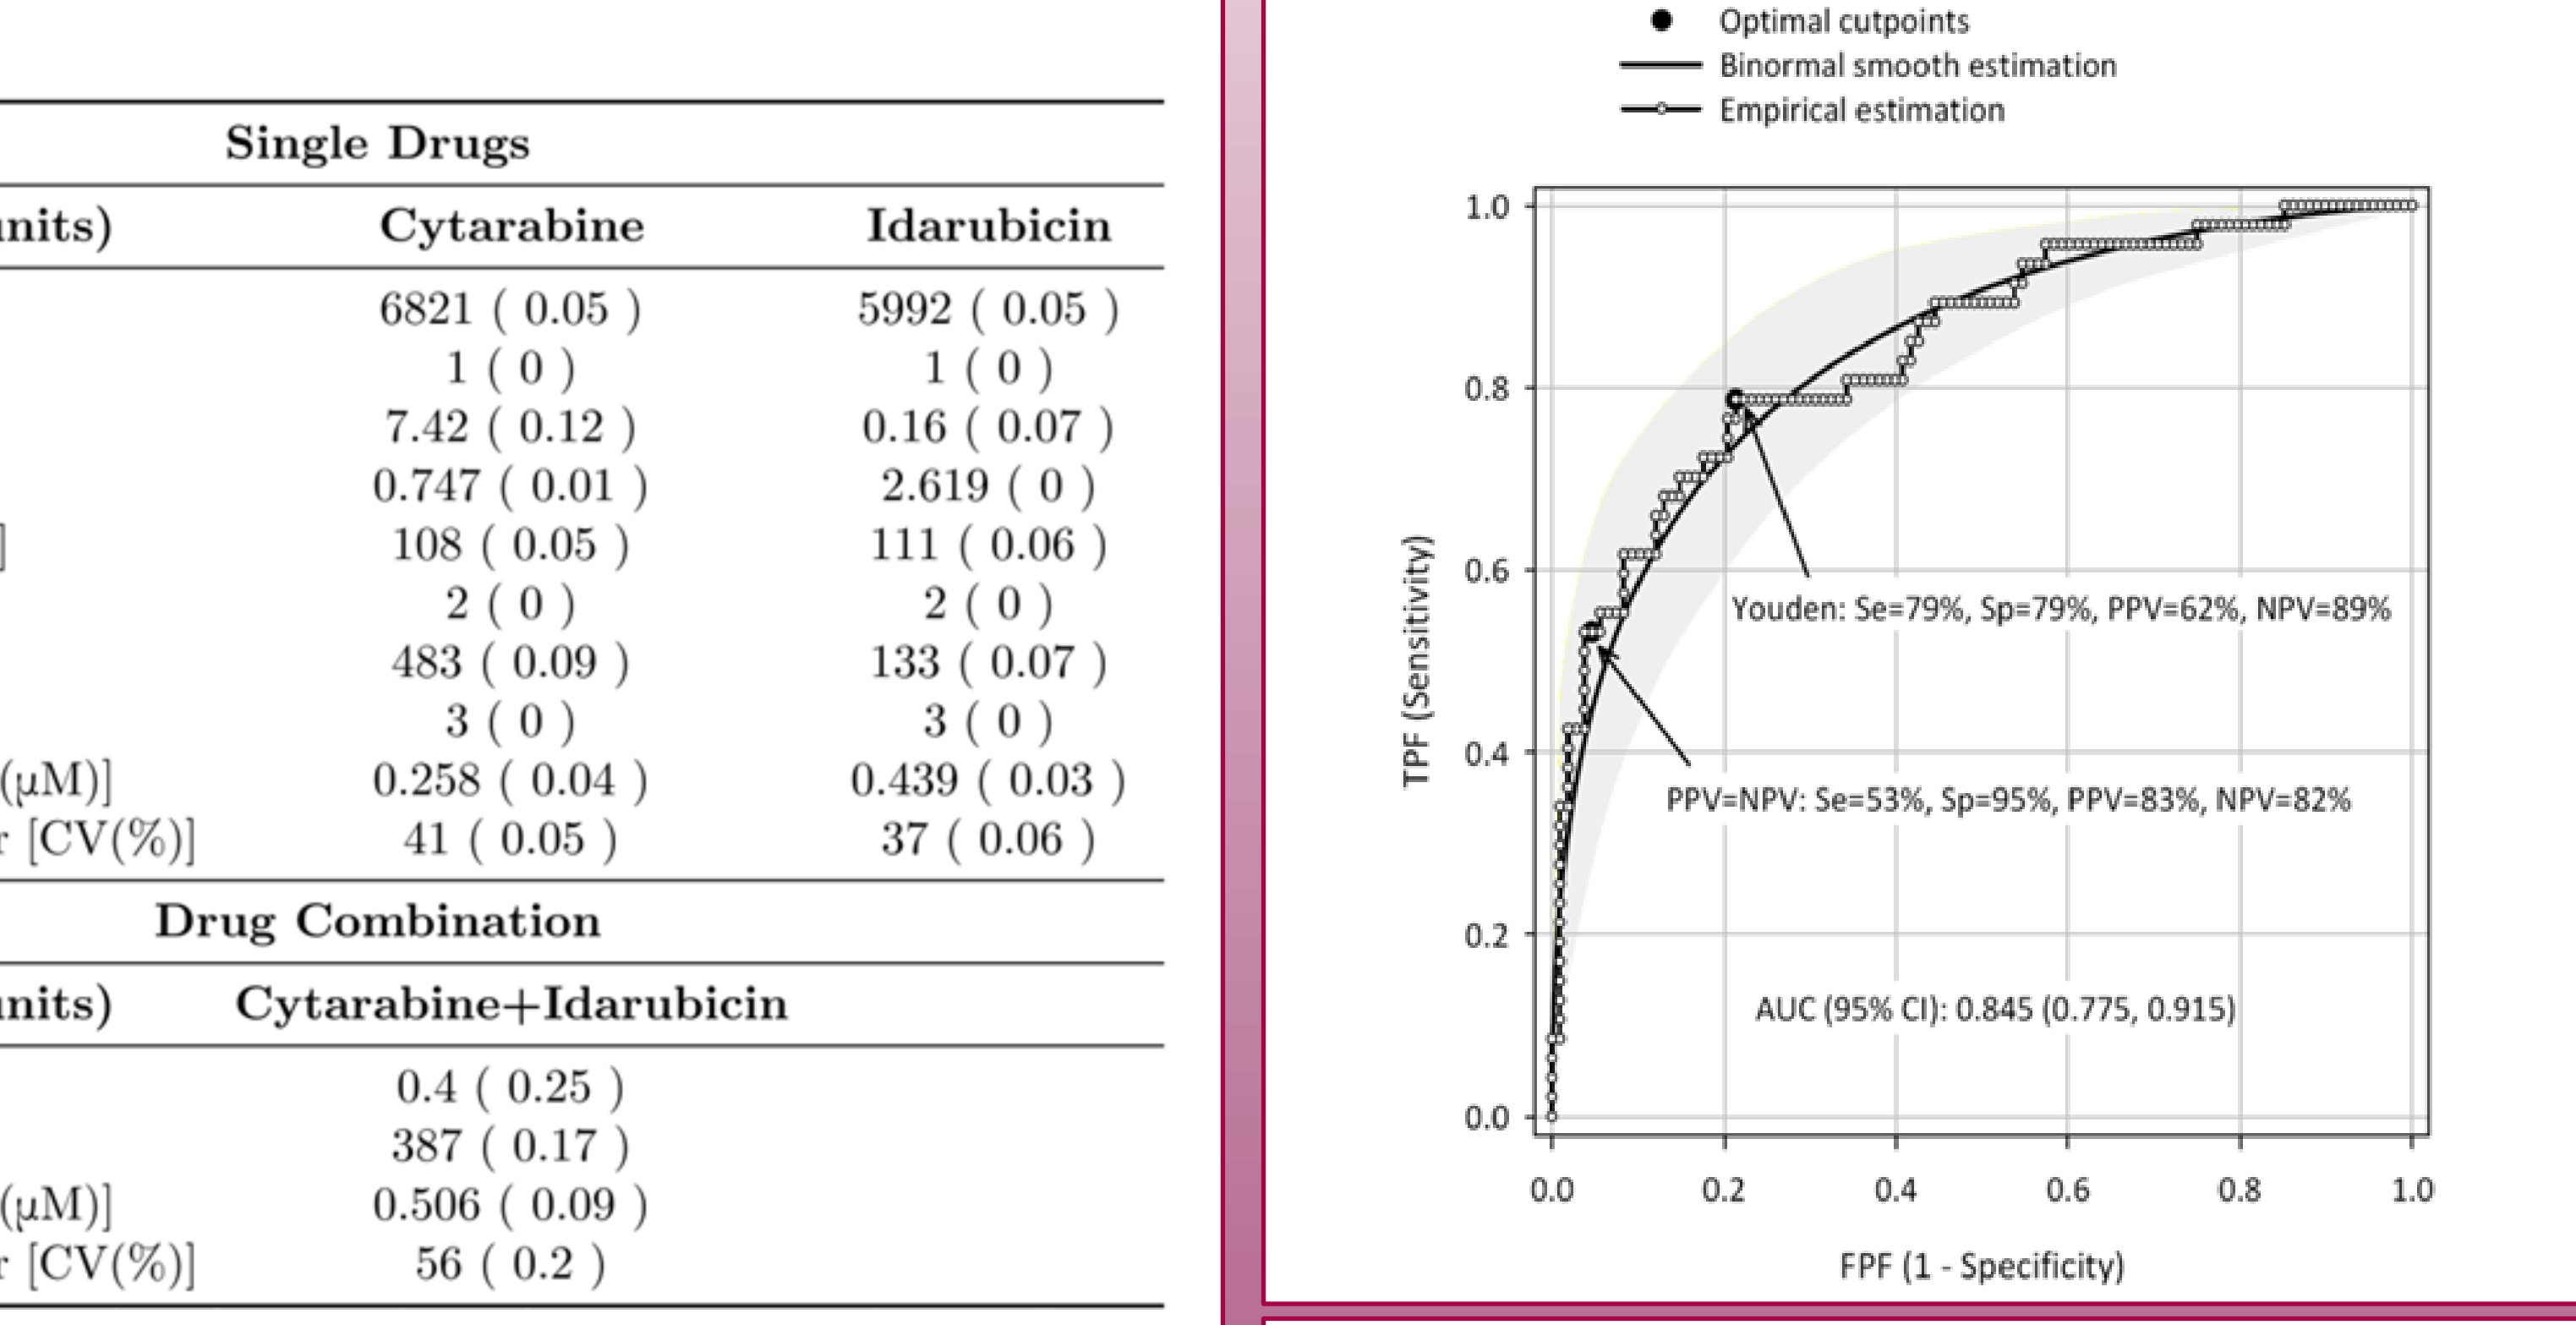 Single Drugs
nits) Cytarabine Idarubicin
6821 ( 0.05 ) 5992 ( 0.05 )
1 ( 0 ) 1 ( 0 )
7.42 ( 0.12 ) 0.16 ( 0.07 )
0.747 ( 0.01 ) 2.619 ( 0 )
] 108 ( 0.05 ) 111 ( 0.06 )
2 ( 0 ) 2 ( 0 )
483 ( 0.09 ) 133 ( 0.07 )
3 ( 0 ) 3 ( 0 )
(μM)] 0.258 ( 0.04 ) 0.439 ( 0.03 )
r [CV(%)] 41 ( 0.05 ) 37 ( 0.06 )
Drug Combination
nits) Cytarabine+Idarubicin
0.4 ( 0.25 )
387 ( 0.17 )
(μM)] 0.506 ( 0.09 )
r [CV(%)] 56 ( 0.2 )
Optimal cutpoints
Binormal smooth estimation
Empirical estimation
1.0
0.8
0.6
0.4
0.2
0.0
TPF (Sensitivity)
Youden: Se=79%, Sp=79%, PPV=62%, NPV=89%
PPV=NPV: Se=53%, Sp=95%, PPV=83%, NPV=82%
AUC (95% CI): 0.845 (0.775, 0.915)
0.0 0.2 0.4 0.6 0.8 1.0
FPF (1 - Specificity)